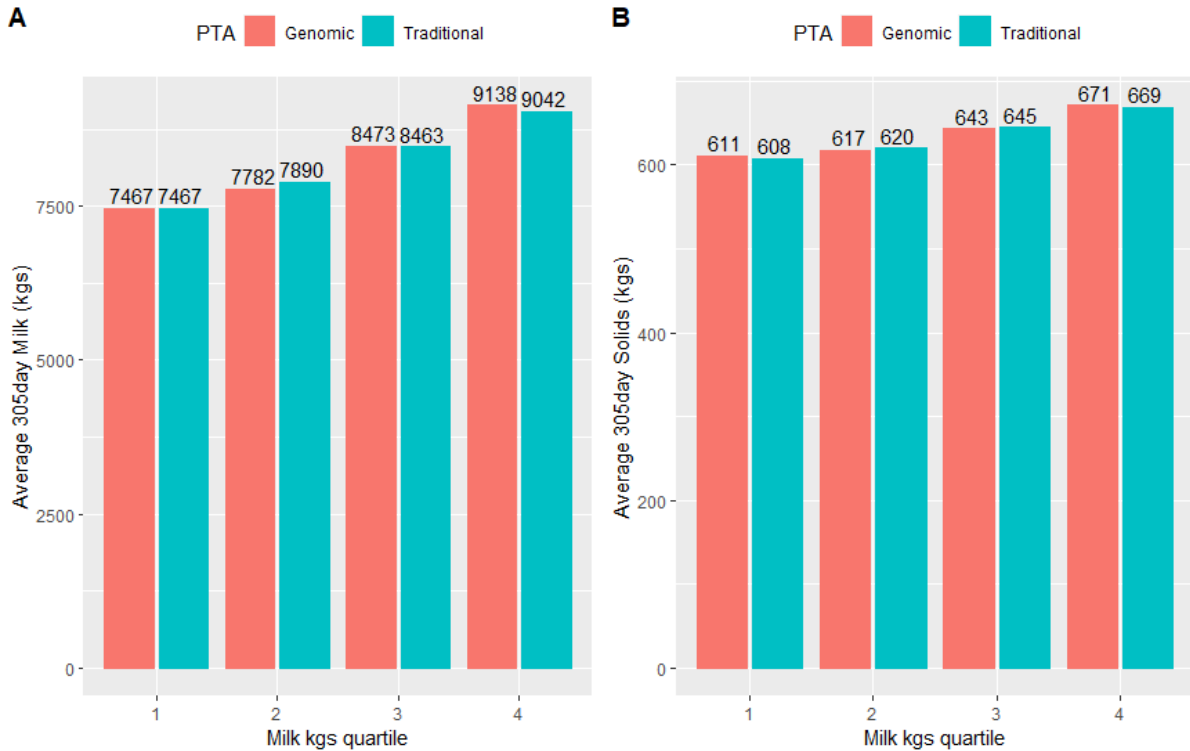 A
PTA Genomic Traditional
Average 305day Milk (kgs)
7500
5000
2500
0
7467 7467
7782 7890
8473 8463
9138 9042
1 2 3 4
Milk kgs quartile
B
PTA Genomic Traditional
Average 305day Solids (kgs)
600
400
200
0
611 608
617 620
643 645
671 669
1 2 3 4
Milk kgs quartile